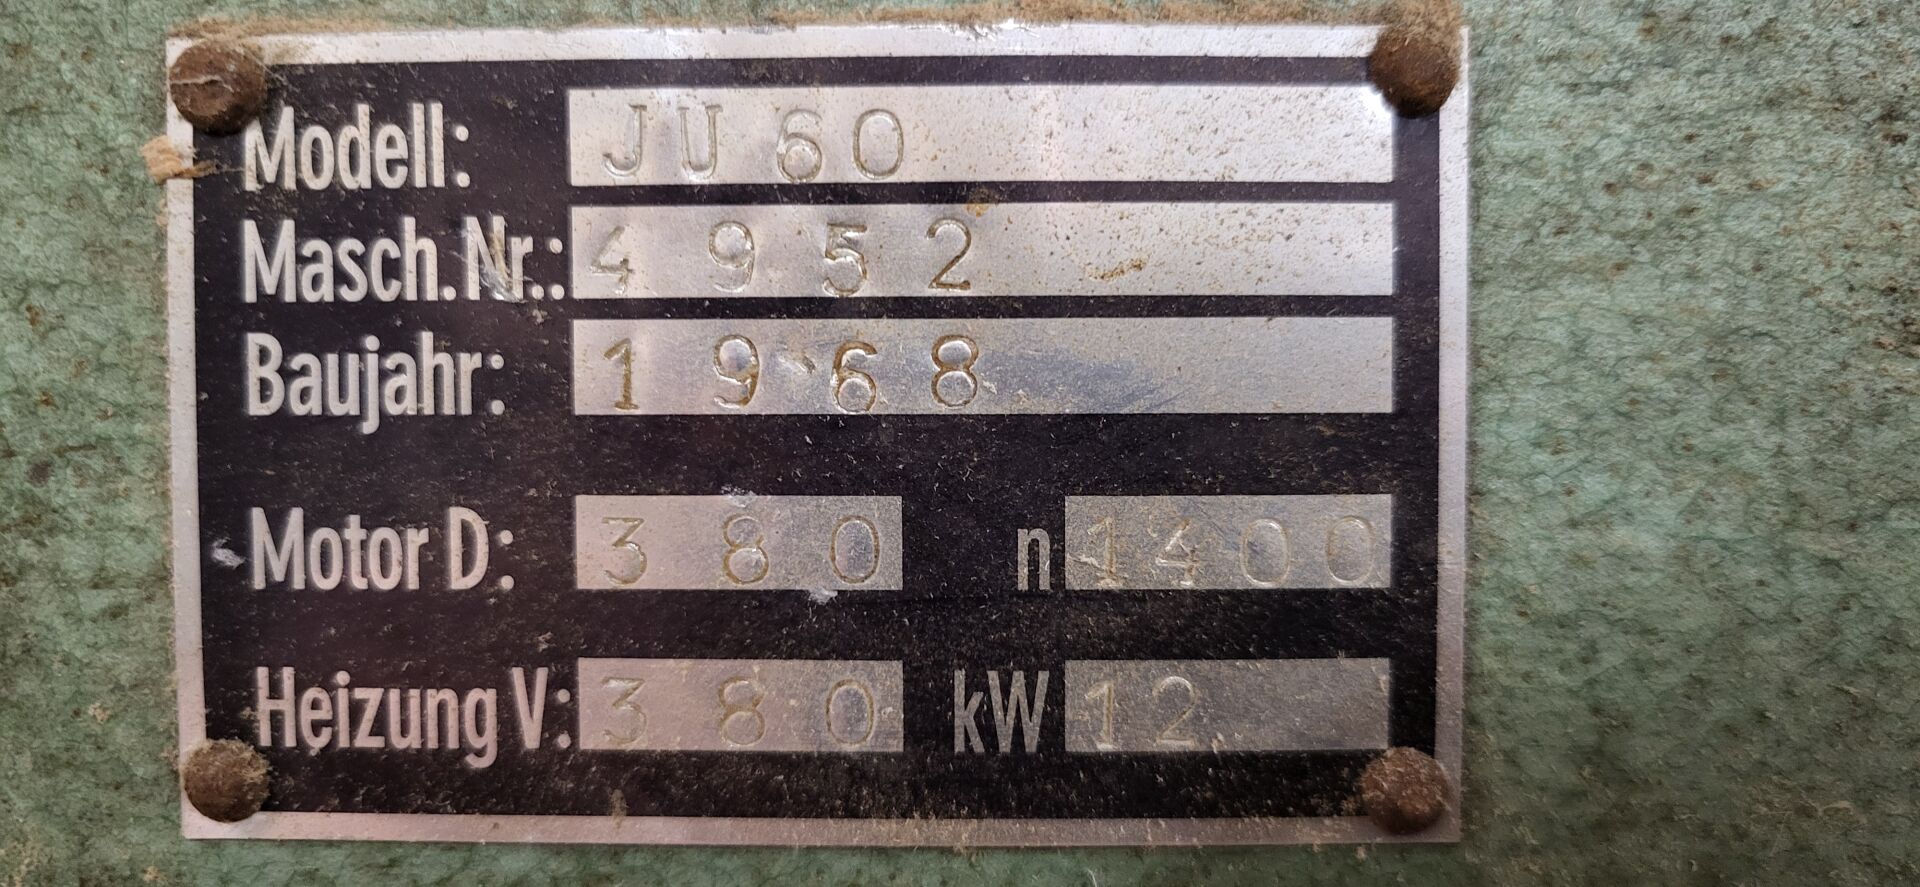 Modell: JU 60
Masch.Nr.: 4952
Baujahr: 1968
Motor D: 380 n 1400
Heizung V: 380 kW 12